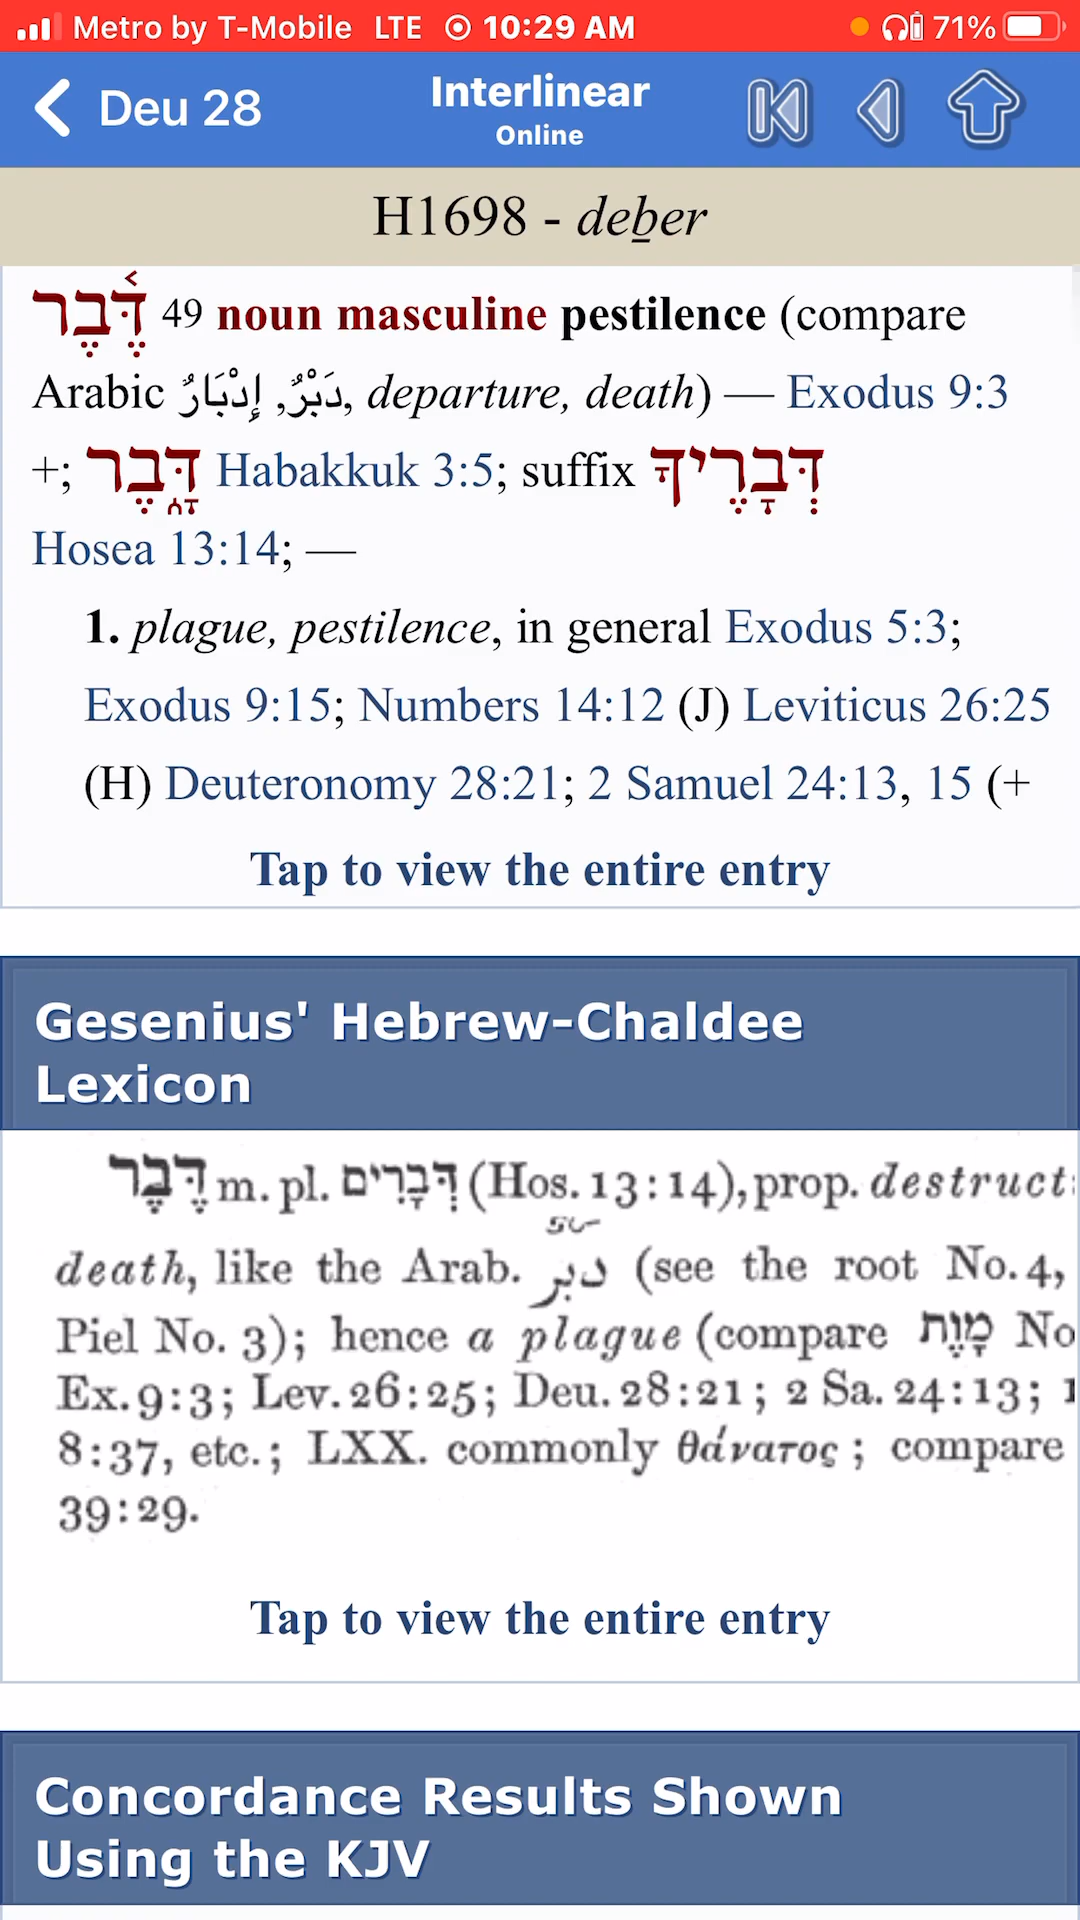 Metro by T-Mobile LTE 10:29 AM 71%
Deu 28 Interlinear
Online
H1698 - deḇer
דֶּ֫בֶר 49 noun masculine pestilence (compare
Arabic دَبْرٌ, إِدْبَارٌ, departure, death) — Exodus 9:3
+; דָּ֑בֶר Habakkuk 3:5; suffix דְּבָרֶיךָ
Hosea 13:14; —
1. plague, pestilence, in general Exodus 5:3;
Exodus 9:15; Numbers 14:12 (J) Leviticus 26:25
(H) Deuteronomy 28:21; 2 Samuel 24:13, 15 (+
Tap to view the entire entry
Gesenius' Hebrew-Chaldee
Lexicon
דֶּבֶר m. pl. דְּבָרִים (Hos. 13:14), prop. destruct
death, like the Arab. دبر (see the root No. 4,
Piel No. 3); hence a plague (compare מָוֶת No
Ex. 9:3; Lev. 26:25; Deu. 28:21; 2 Sa. 24:13; 1
8:37, etc.; LXX. commonly θάνατος; compare
39:29.
Tap to view the entire entry
Concordance Results Shown
Using the KJV